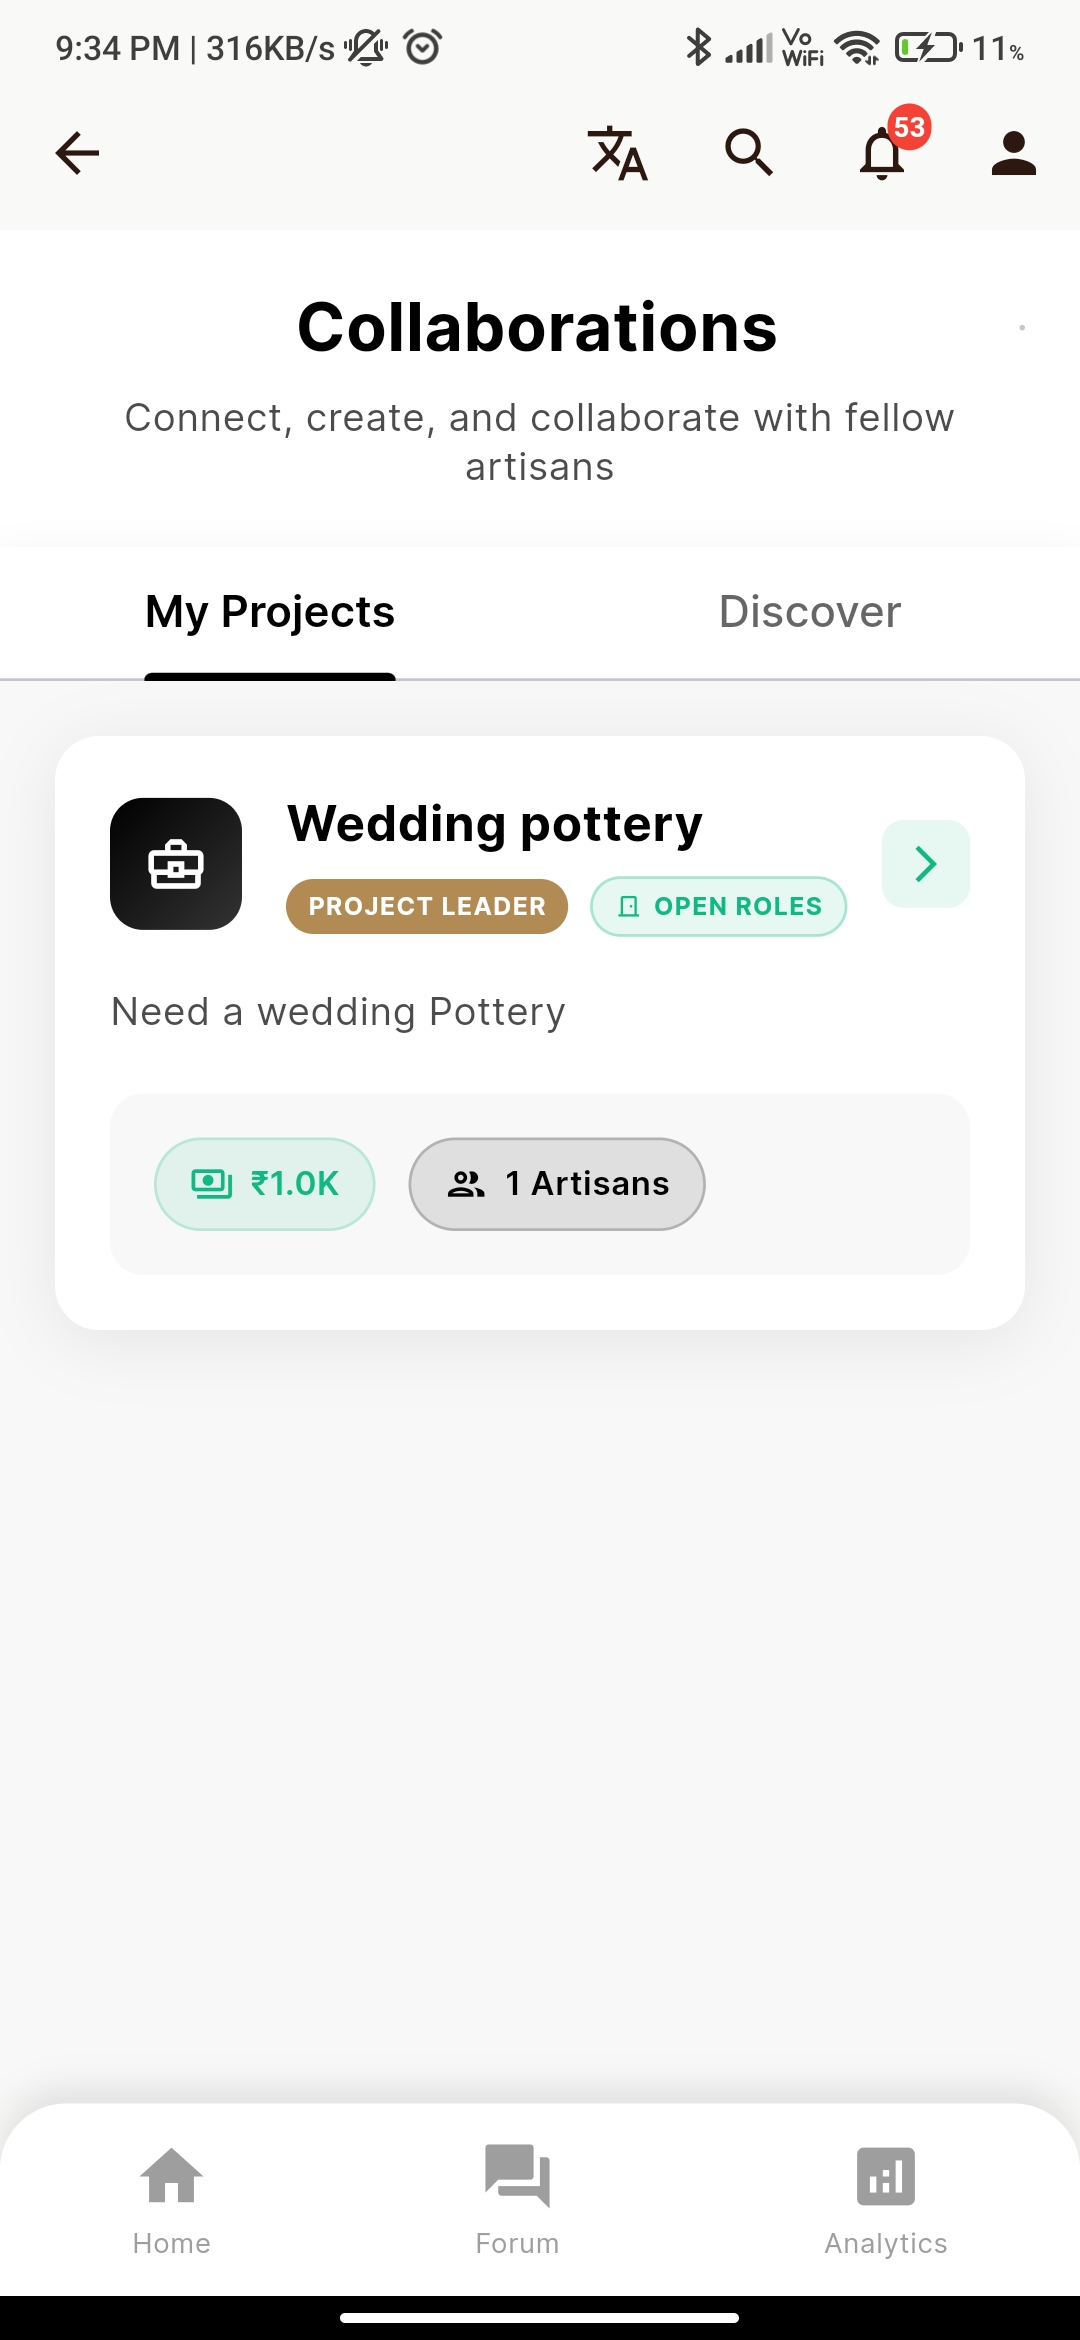 9:34 PM | 316KB/s Vo WiFi 11%
53
Collaborations
Connect, create, and collaborate with fellow
artisans
My Projects Discover
Wedding pottery
PROJECT LEADER OPEN ROLES
Need a wedding Pottery
₹1.0K 1 Artisans
Home Forum Analytics